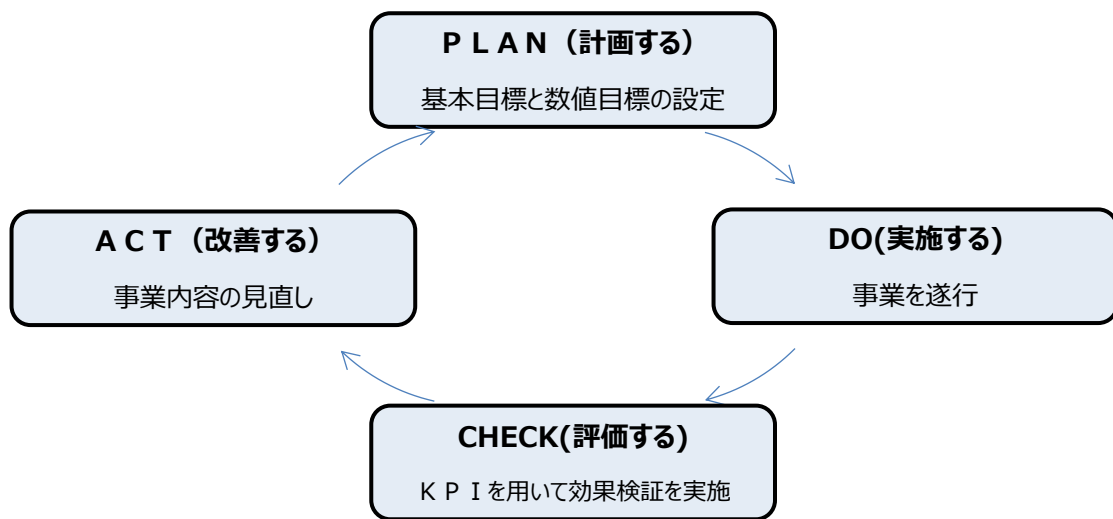 ＰＬＡＮ（計画する）
基本目標と数値目標の設定
ＡＣＴ（改善する）
事業内容の見直し
DO(実施する)
事業を遂行
CHECK(評価する)
ＫＰＩを用いて効果検証を実施